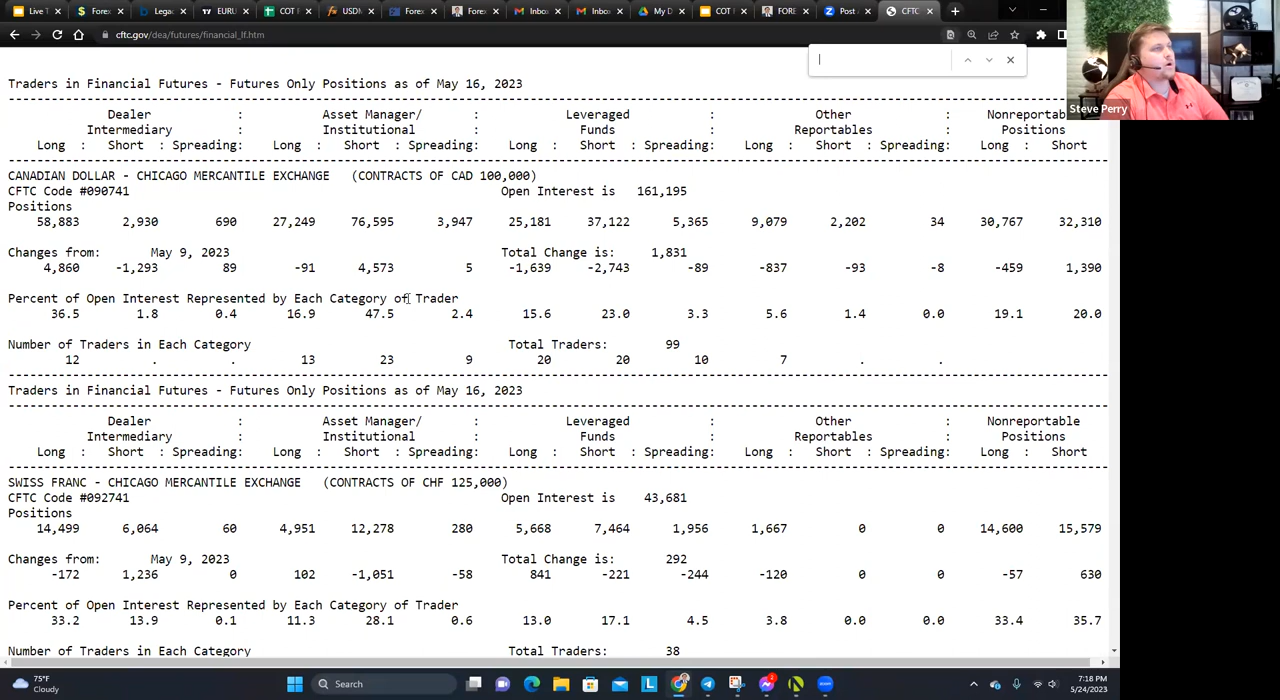 Live T
Forex
Legac
EURU
COT F
USDM
Forex
Forex
Inbox
Inbox
My D
COT F
FORE
Post A
CFTC
cftc.gov/dea/futures/financial_lf.htm
Steve Perry
Traders in Financial Futures - Futures Only Positions as of May 16, 2023
Dealer : Asset Manager/ : Leveraged : Other : Nonreportable
Intermediary : Institutional : Funds : Reportables : Positions
Long : Short : Spreading: Long : Short : Spreading: Long : Short : Spreading: Long : Short : Spreading: Long : Short
CANADIAN DOLLAR - CHICAGO MERCANTILE EXCHANGE (CONTRACTS OF CAD 100,000)
CFTC Code #090741 Open Interest is 161,195
Positions
58,883 2,930 690 27,249 76,595 3,947 25,181 37,122 5,365 9,079 2,202 34 30,767 32,310
Changes from: May 9, 2023 Total Change is: 1,831
4,860 -1,293 89 -91 4,573 5 -1,639 -2,743 -89 -837 -93 -8 -459 1,390
Percent of Open Interest Represented by Each Category of Trader
36.5 1.8 0.4 16.9 47.5 2.4 15.6 23.0 3.3 5.6 1.4 0.0 19.1 20.0
Number of Traders in Each Category Total Traders: 99
12 . . 13 23 9 20 20 10 7 . .
Traders in Financial Futures - Futures Only Positions as of May 16, 2023
Dealer : Asset Manager/ : Leveraged : Other : Nonreportable
Intermediary : Institutional : Funds : Reportables : Positions
Long : Short : Spreading: Long : Short : Spreading: Long : Short : Spreading: Long : Short : Spreading: Long : Short
SWISS FRANC - CHICAGO MERCANTILE EXCHANGE (CONTRACTS OF CHF 125,000)
CFTC Code #092741 Open Interest is 43,681
Positions
14,499 6,064 60 4,951 12,278 280 5,668 7,464 1,956 1,667 0 0 14,600 15,579
Changes from: May 9, 2023 Total Change is: 292
-172 1,236 0 102 -1,051 -58 841 -221 -244 -120 0 0 -57 630
Percent of Open Interest Represented by Each Category of Trader
33.2 13.9 0.1 11.3 28.1 0.6 13.0 17.1 4.5 3.8 0.0 0.0 33.4 35.7
Number of Traders in Each Category Total Traders: 38
75°F
Cloudy
Search
7:18 PM
5/24/2023